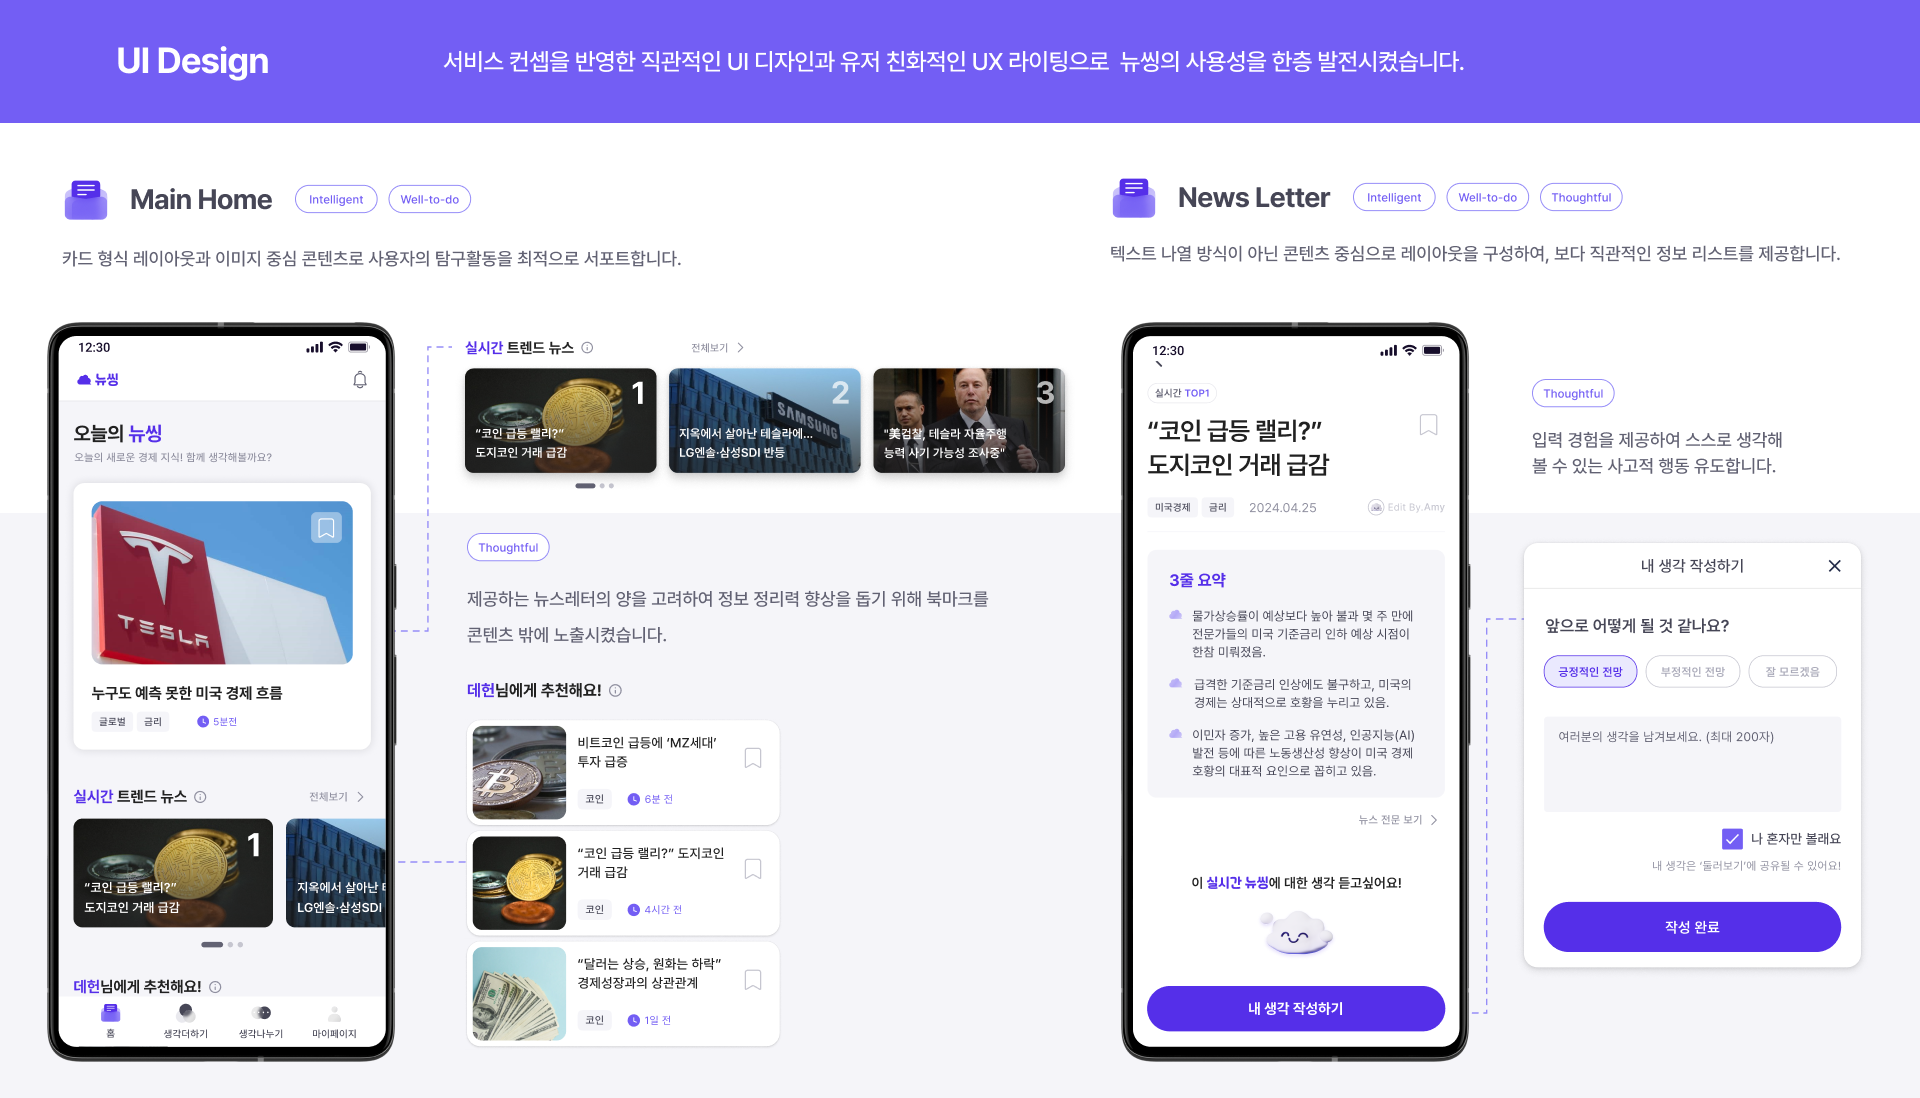 UI Design
서비스 컨셉을 반영한 직관적인 UI 디자인과 유저 친화적인 UX 라이팅으로 뉴씽의 사용성을 한층 발전시켰습니다.
Main Home
Intelligent
Well-to-do
카드 형식 레이아웃과 이미지 중심 콘텐츠로 사용자의 탐구활동을 최적으로 서포트합니다.
12:30
뉴씽
오늘의 뉴씽
오늘의 새로운 경제 지식! 함께 생각해볼까요?
TESLA
누구도 예측 못한 미국 경제 흐름
글로벌
금리
5분전
실시간 트렌드 뉴스
전체보기
1
“코인 급등 랠리?”
도지코인 거래 급감
지옥에서 살아난 테
LG엔솔·삼성SDI
데헌님에게 추천해요!
홈
생각더하기
생각나누기
마이페이지
실시간 트렌드 뉴스
전체보기
1
“코인 급등 랠리?”
도지코인 거래 급감
2
SAMSUNG
지옥에서 살아난 테슬라에...
LG엔솔·삼성SDI 반등
3
"美검찰, 테슬라 자율주행
능력 사기 가능성 조사중"
Thoughtful
제공하는 뉴스레터의 양을 고려하여 정보 정리력 향상을 돕기 위해 북마크를
콘텐츠 밖에 노출시켰습니다.
데헌님에게 추천해요!
비트코인 급등에 ‘MZ세대’
투자 급증
코인
6분 전
“코인 급등 랠리?” 도지코인
거래 급감
코인
4시간 전
“달러는 상승, 원화는 하락”
경제성장과의 상관관계
코인
1일 전
News Letter
Intelligent
Well-to-do
Thoughtful
텍스트 나열 방식이 아닌 콘텐츠 중심으로 레이아웃을 구성하여, 보다 직관적인 정보 리스트를 제공합니다.
12:30
실시간 TOP1
“코인 급등 랠리?”
도지코인 거래 급감
미국경제
금리
2024.04.25
Edit By.Amy
3줄 요약
물가상승률이 예상보다 높아 불과 몇 주 만에
전문가들의 미국 기준금리 인하 예상 시점이
한참 미뤄졌음.
급격한 기준금리 인상에도 불구하고, 미국의
경제는 상대적으로 호황을 누리고 있음.
이민자 증가, 높은 고용 유연성, 인공지능(AI)
발전 등에 따른 노동생산성 향상이 미국 경제
호황의 대표적 요인으로 꼽히고 있음.
뉴스 전문 보기
이 실시간 뉴씽에 대한 생각 듣고싶어요!
내 생각 작성하기
Thoughtful
입력 경험을 제공하여 스스로 생각해
볼 수 있는 사고적 행동 유도합니다.
내 생각 작성하기
앞으로 어떻게 될 것 같나요?
긍정적인 전망
부정적인 전망
잘 모르겠음
여러분의 생각을 남겨보세요. (최대 200자)
나 혼자만 볼래요
내 생각은 ‘둘러보기’에 공유될 수 있어요!
작성 완료